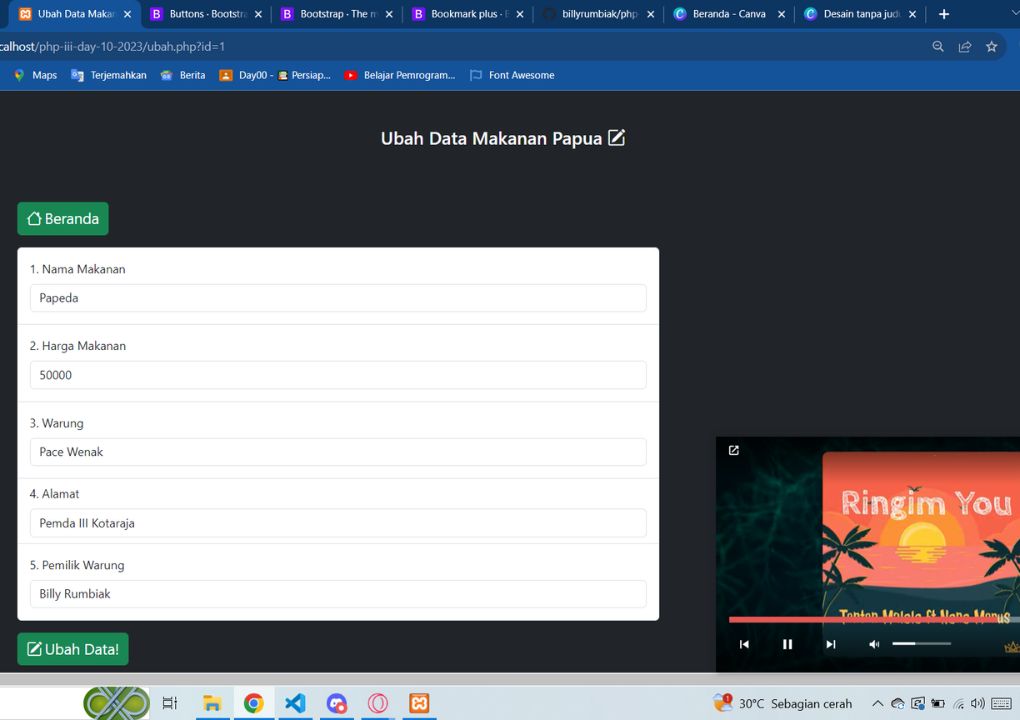 Ubah Data Makan
Buttons · Bootstra
Bootstrap · The m
Bookmark plus · B
billyrumbiak/php-
Beranda - Canva
Desain tanpa judu
calhost/php-iii-day-10-2023/ubah.php?id=1
Maps
Terjemahkan
Berita
Day00 - Persiap...
Belajar Pemrogram...
Font Awesome
Ubah Data Makanan Papua
Beranda
1. Nama Makanan
Papeda
2. Harga Makanan
50000
3. Warung
Pace Wenak
4. Alamat
Pemda III Kotaraja
5. Pemilik Warung
Billy Rumbiak
Ubah Data!
Ringim You
30°C Sebagian cerah